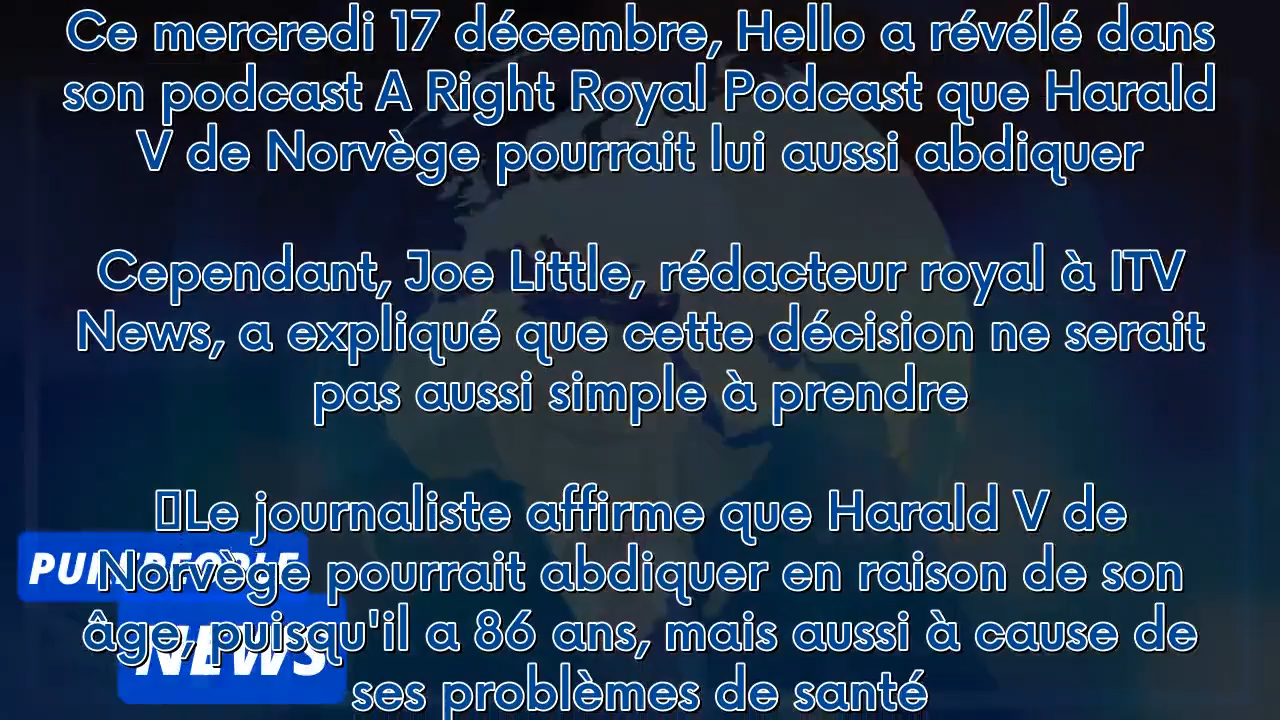 Ce mercredi 17 décembre, Hello a révélé dans
son podcast A Right Royal Podcast que Harald
V de Norvège pourrait lui aussi abdiquer
Cependant, Joe Little, rédacteur royal à ITV
News, a expliqué que cette décision ne serait
pas aussi simple à prendre
Le journaliste affirme que Harald V de
Norvège pourrait abdiquer en raison de son
âge, puisqu'il a 86 ans, mais aussi à cause de
ses problèmes de santé
PEOPLE
NEWS